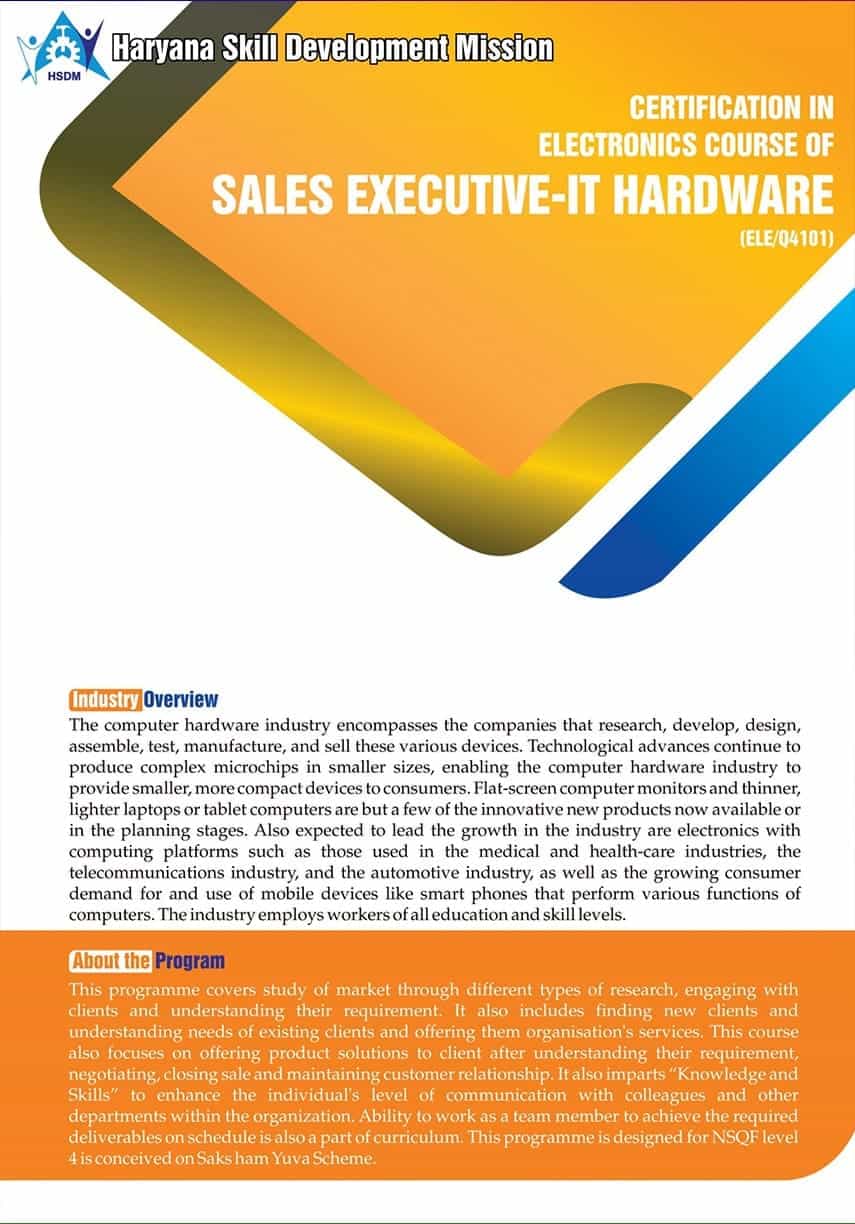 HSDM
Haryana Skill Development Mission
CERTIFICATION IN
ELECTRONICS COURSE OF
SALES EXECUTIVE-IT HARDWARE
(ELE/Q4101)
Industry Overview
The computer hardware industry encompasses the companies that research, develop, design,
assemble, test, manufacture, and sell these various devices. Technological advances continue to
produce complex microchips in smaller sizes, enabling the computer hardware industry to
provide smaller, more compact devices to consumers. Flat-screen computer monitors and thinner,
lighter laptops or tablet computers are but a few of the innovative new products now available or
in the planning stages. Also expected to lead the growth in the industry are electronics with
computing platforms such as those used in the medical and health-care industries, the
telecommunications industry, and the automotive industry, as well as the growing consumer
demand for and use of mobile devices like smart phones that perform various functions of
computers. The industry employs workers of all education and skill levels.
About the Program
This programme covers study of market through different types of research, engaging with
clients and understanding their requirement. It also includes finding new clients and
understanding needs of existing clients and offering them organisation's services. This course
also focuses on offering product solutions to client after understanding their requirement,
negotiating, closing sale and maintaining customer relationship. It also imparts “Knowledge and
Skills” to enhance the individual's level of communication with colleagues and other
departments within the organization. Ability to work as a team member to achieve the required
deliverables on schedule is also a part of curriculum. This programme is designed for NSQF level
4 is conceived on Saks ham Yuva Scheme.